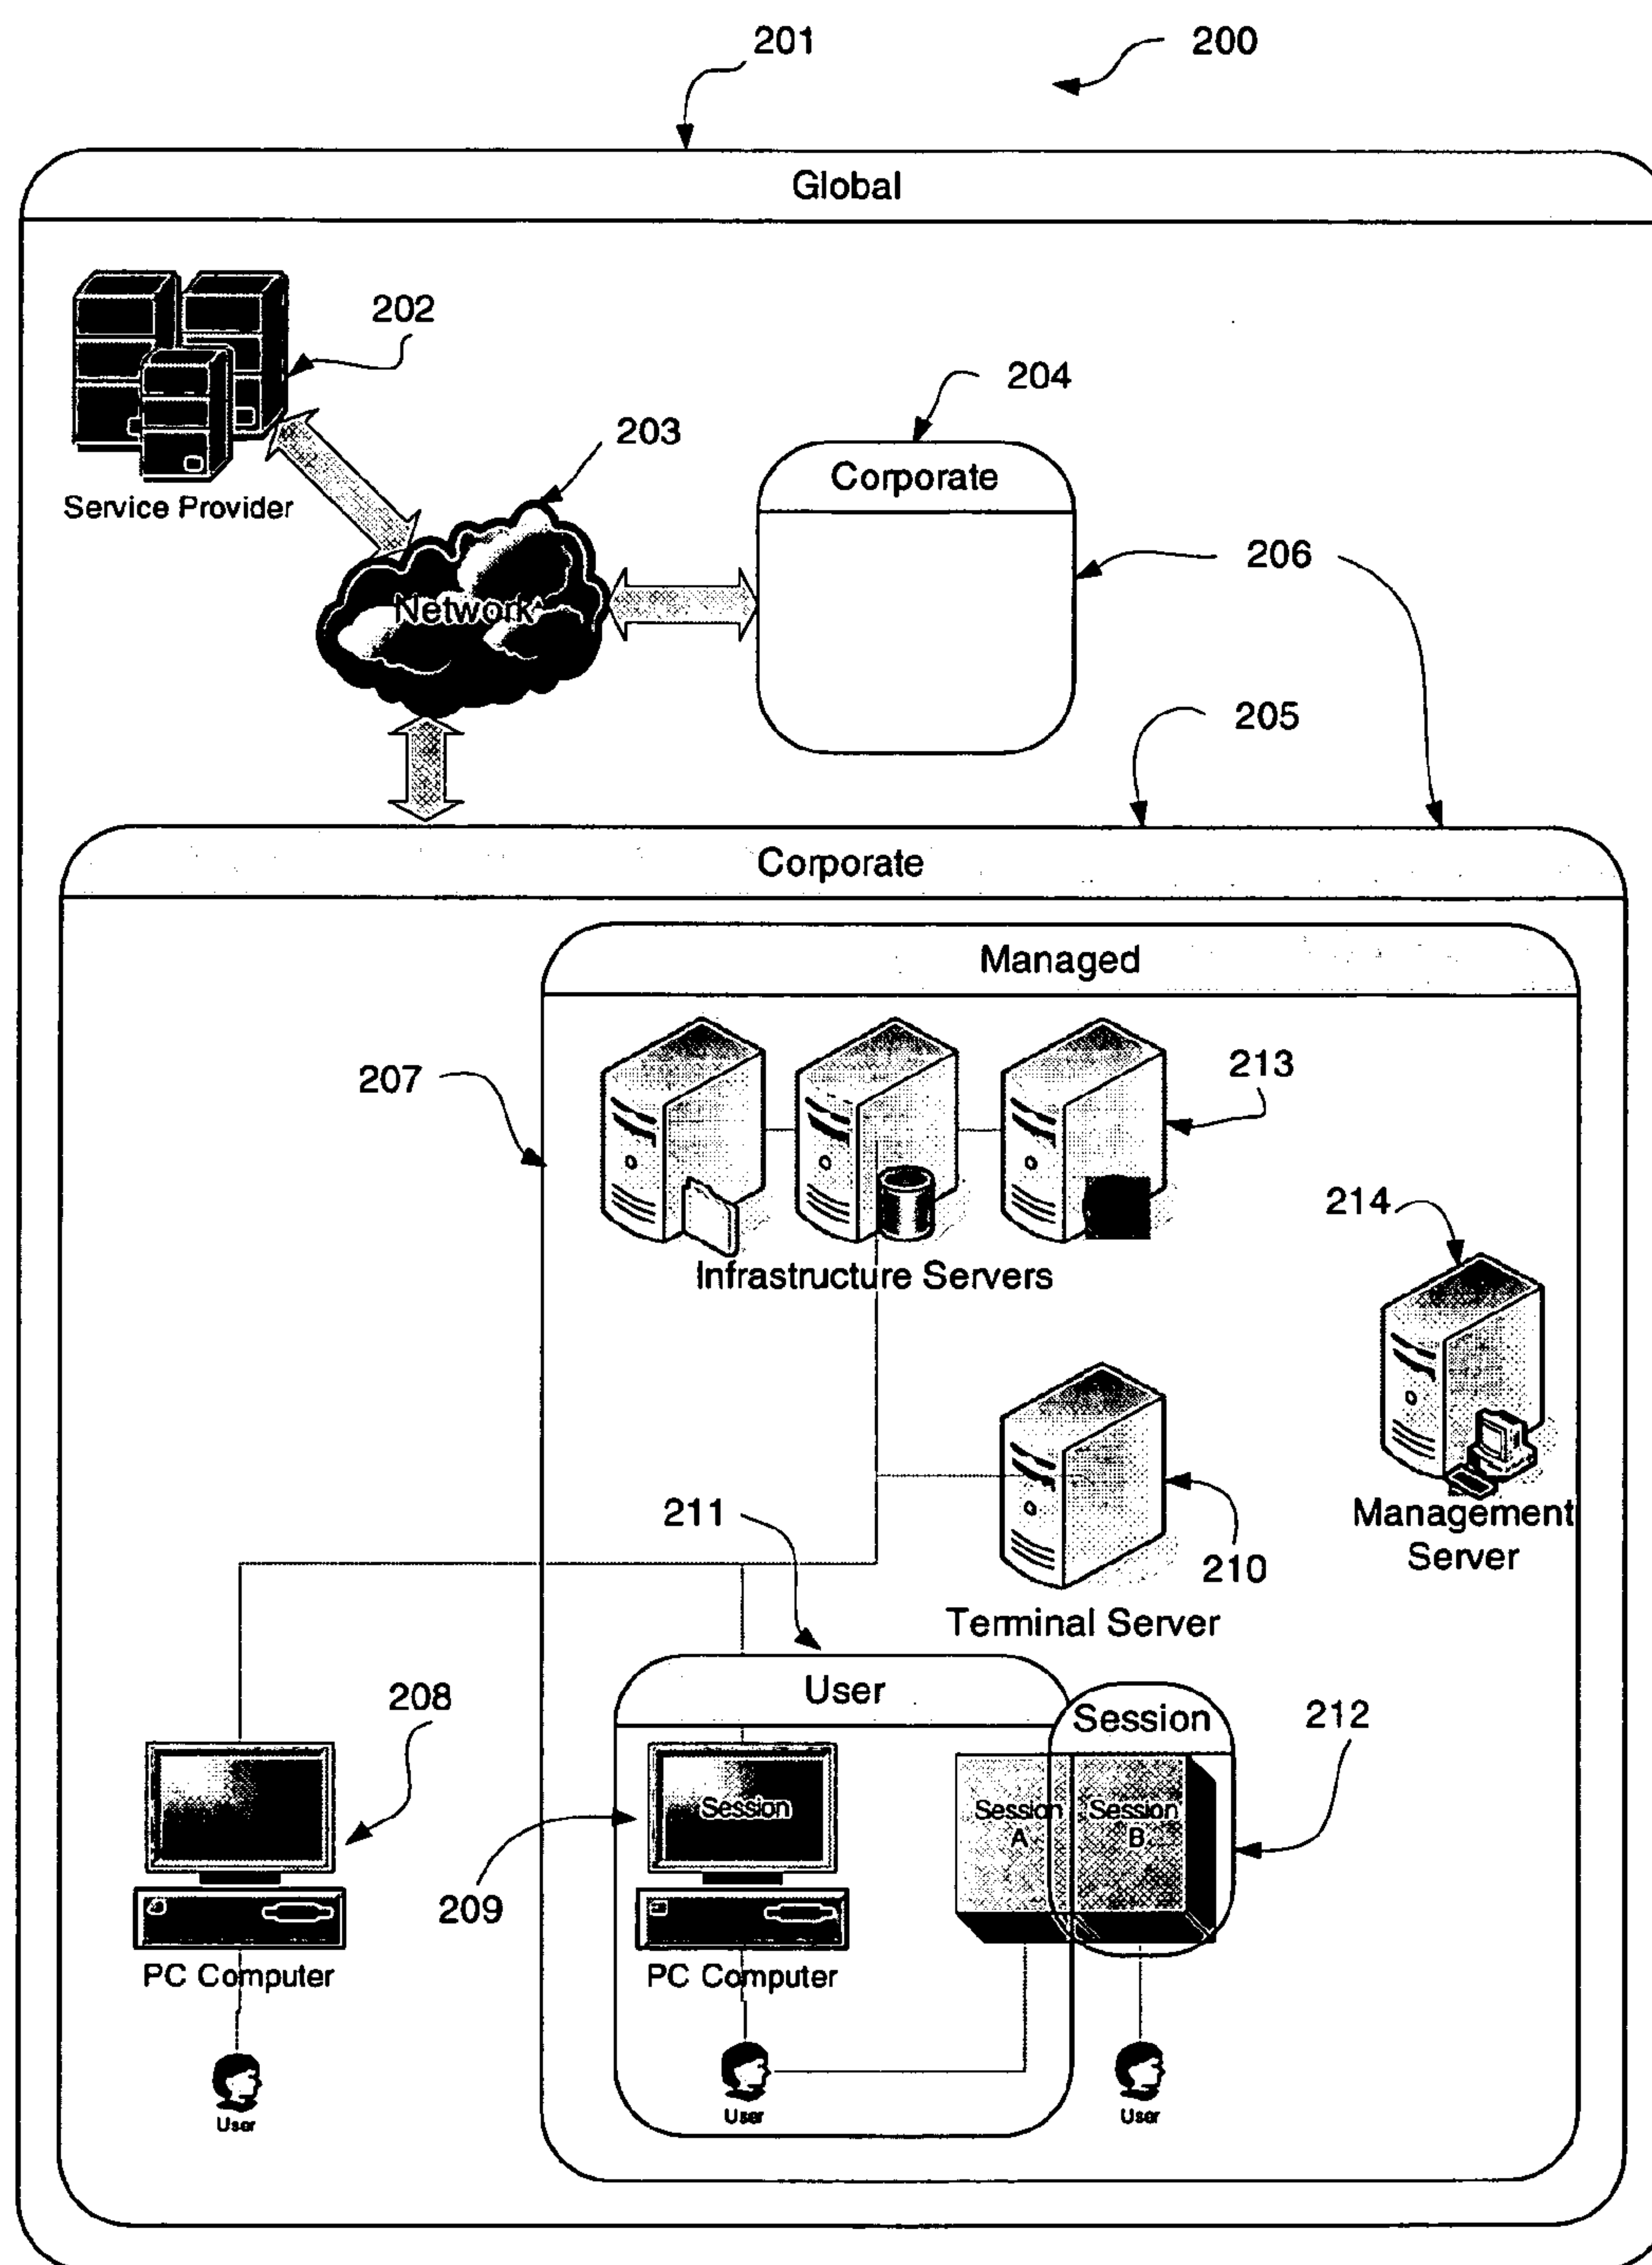 201
200
Global
202
Service Provider
203
Network
204
Corporate
206
205
Corporate
Managed
207
213
Infrastructure Servers
214
Management
Server
210
Terminal Server
211
User
Session
212
208
Session
209
Session
A
Session
B
PC Computer
PC Computer
User
User
User